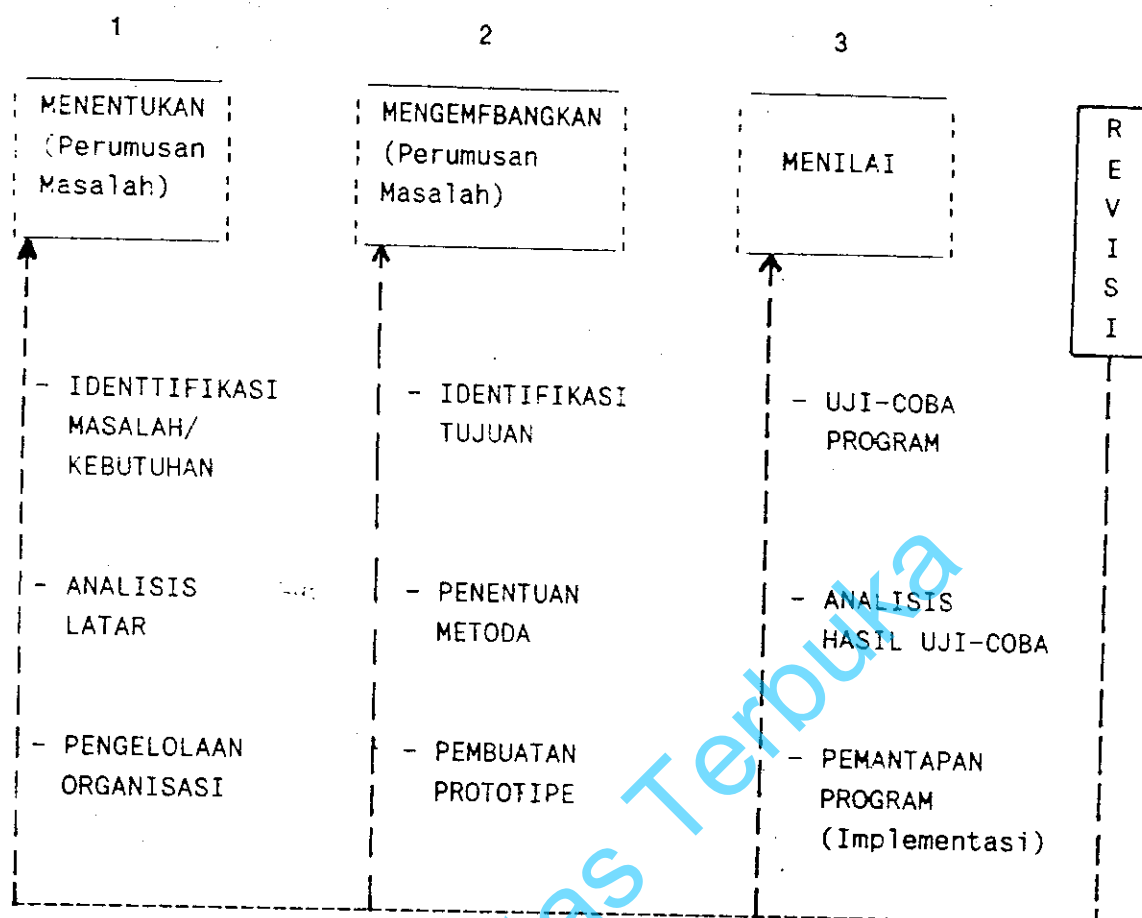 1
2
3
MENENTUKAN
(Perumusan
Masalah)
MENGEMFBANGKAN
(Perumusan
Masalah)
MENILAI
R
E
V
I
S
I
- IDENTTIFIKASI
MASALAH/
KEBUTUHAN
- ANALISIS
LATAR
- PENGELOLAAN
ORGANISASI
- IDENTIFIKASI
TUJUAN
- PENENTUAN
METODA
- PEMBUATAN
PROTOTIPE
- UJI-COBA
PROGRAM
- ANALISIS
HASIL UJI-COBA
- PEMANTAPAN
PROGRAM
(Implementasi)
as Terbuka